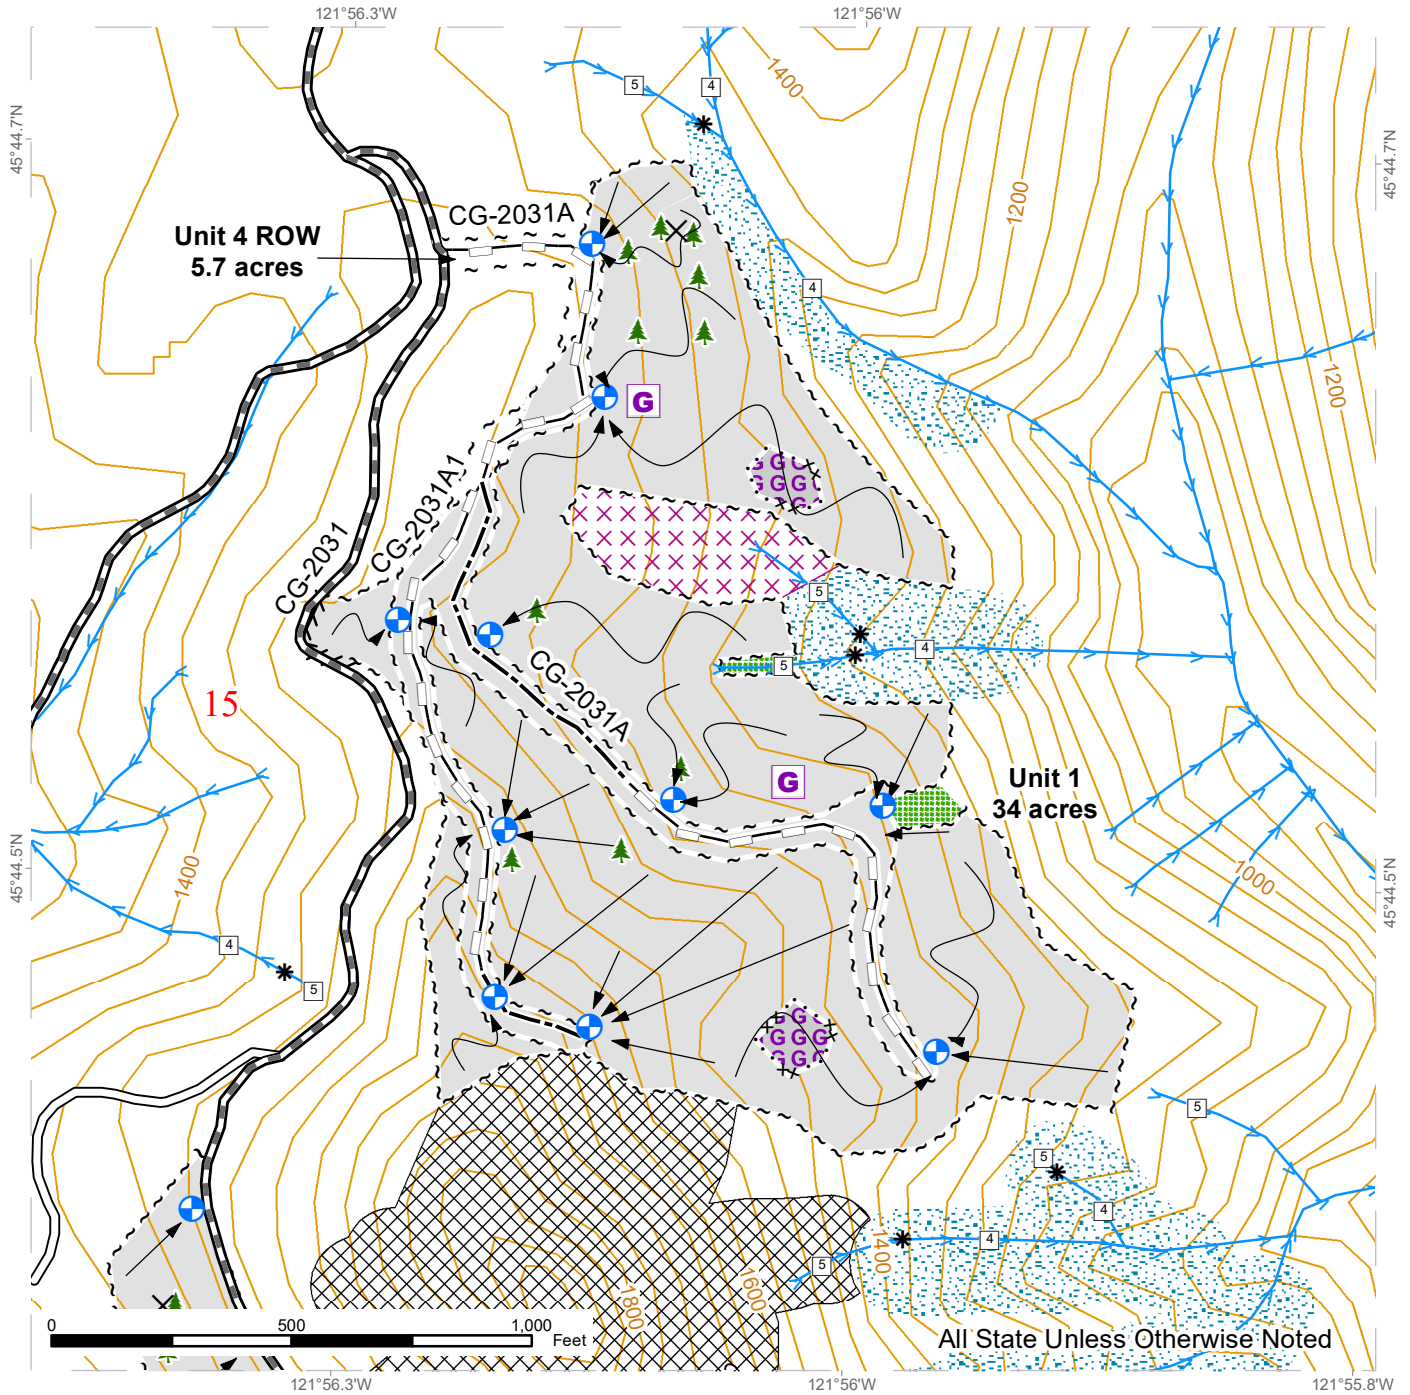 121°56.3'W
121°56'W
45°44.7'N
45°44.7'N
5
4
1400
1200
CG-2031A
Unit 4 ROW
5.7 acres
4
1200
G
G G G
G G G
G
CG-2031A1
CG-2031
5
4
5
CG-2031A
15
G
Unit 1
34 acres
1400
1000
45°44.5'N
45°44.5'N
4
5
G
G G G
G G
5
5
4
4
5
1400
1600
1800
0
500
1,000
Feet
All State Unless Otherwise Noted
121°56.3'W
121°56'W
121°55.8'W